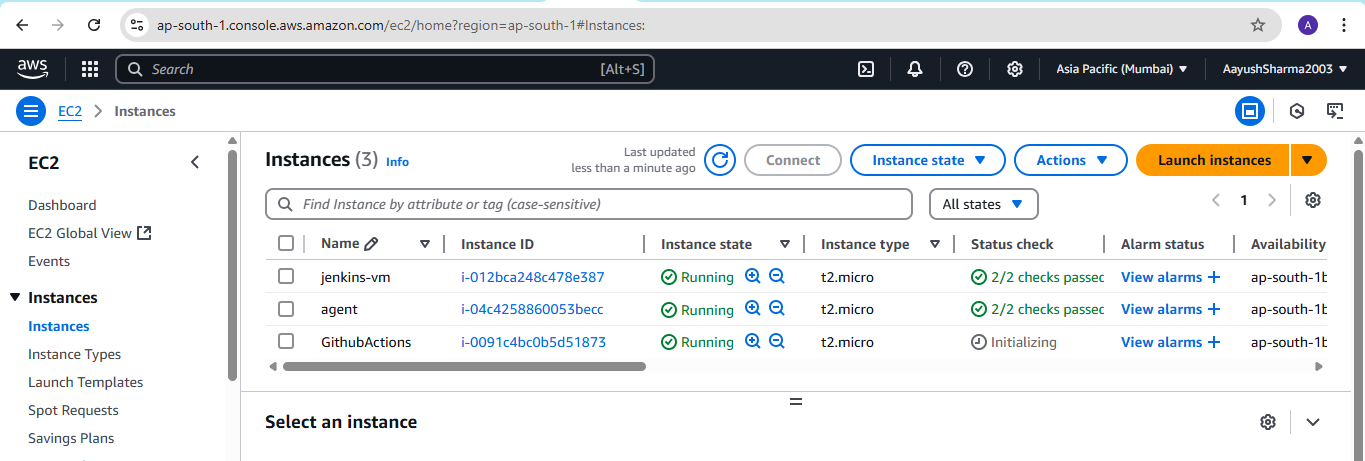 ap-south-1.console.aws.amazon.com/ec2/home?region=ap-south-1#Instances:
A
aws
Search
[Alt+S]
Asia Pacific (Mumbai)
AayushSharma2003
EC2 > Instances
EC2
Dashboard
EC2 Global View
Events
Instances
Instances
Instance Types
Launch Templates
Spot Requests
Savings Plans
Instances (3) Info
Last updated
less than a minute ago
Connect
Instance state
Actions
Launch instances
Find Instance by attribute or tag (case-sensitive)
All states
1
Name Instance ID Instance state Instance type Status check Alarm status Availability
jenkins-vm i-012bca248c478e387 Running t2.micro 2/2 checks passec View alarms + ap-south-1b
agent i-04c4258860053becc Running t2.micro 2/2 checks passec View alarms + ap-south-1b
GithubActions i-0091c4bc0b5d51873 Running t2.micro Initializing View alarms + ap-south-1b
Select an instance